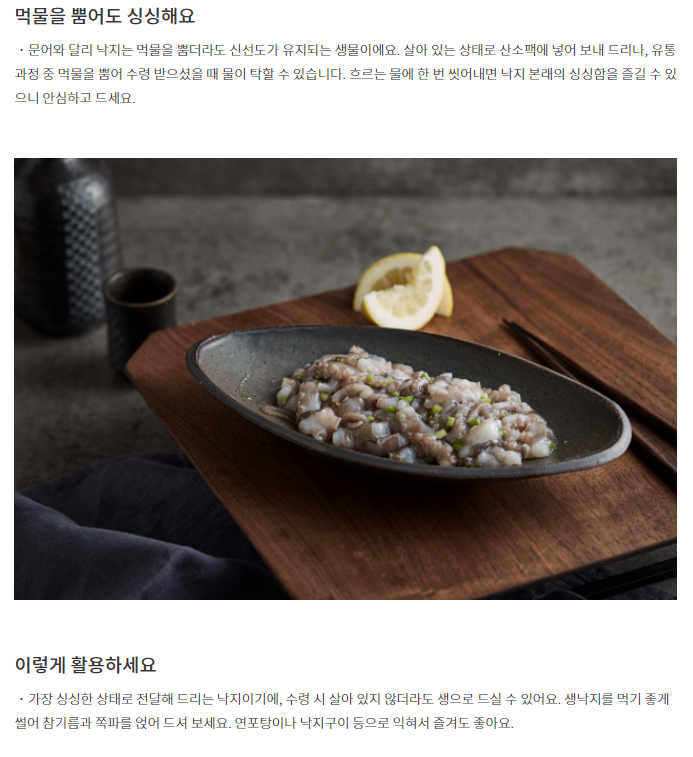 먹물을 뿜어도 싱싱해요
· 문어와 달리 낙지는 먹물을 뿜더라도 신선도가 유지되는 생물이에요. 살아 있는 상태로 산소팩에 넣어 보내 드리나, 유통
과정 중 먹물을 뿜어 수령 받으셨을 때 물이 탁할 수 있습니다. 흐르는 물에 한 번 씻어내면 낙지 본래의 싱싱함을 즐길 수 있
으니 안심하고 드세요.
이렇게 활용하세요
· 가장 싱싱한 상태로 전달해 드리는 낙지이기에, 수령 시 살아 있지 않더라도 생으로 드실 수 있어요. 생낙지를 먹기 좋게
썰어 참기름과 쪽파를 얹어 드셔 보세요. 연포탕이나 낙지구이 등으로 익혀서 즐겨도 좋아요.